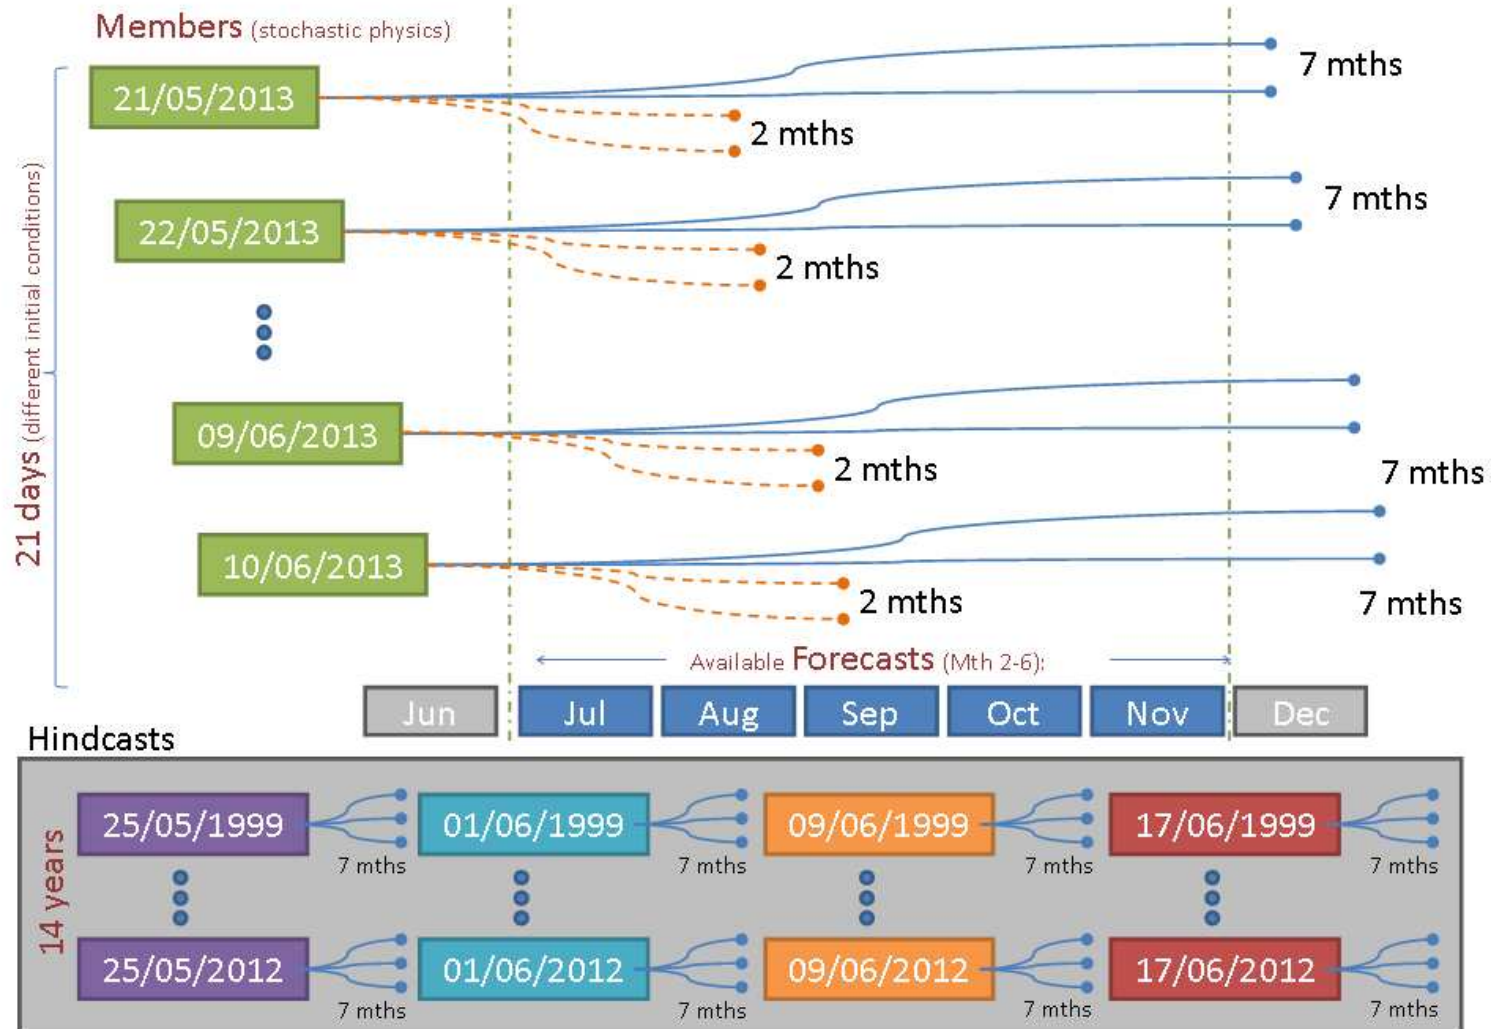 Members (stochastic physics)
21/05/2013
7 mths
2 mths
22/05/2013
7 mths
2 mths
21 days (different initial conditions)
09/06/2013
2 mths
7 mths
10/06/2013
2 mths
7 mths
Available Forecasts (Mth 2-6):
Jun Jul Aug Sep Oct Nov Dec
Hindcasts
14 years
25/05/1999 01/06/1999 09/06/1999 17/06/1999
7 mths 7 mths 7 mths 7 mths
25/05/2012 01/06/2012 09/06/2012 17/06/2012
7 mths 7 mths 7 mths 7 mths